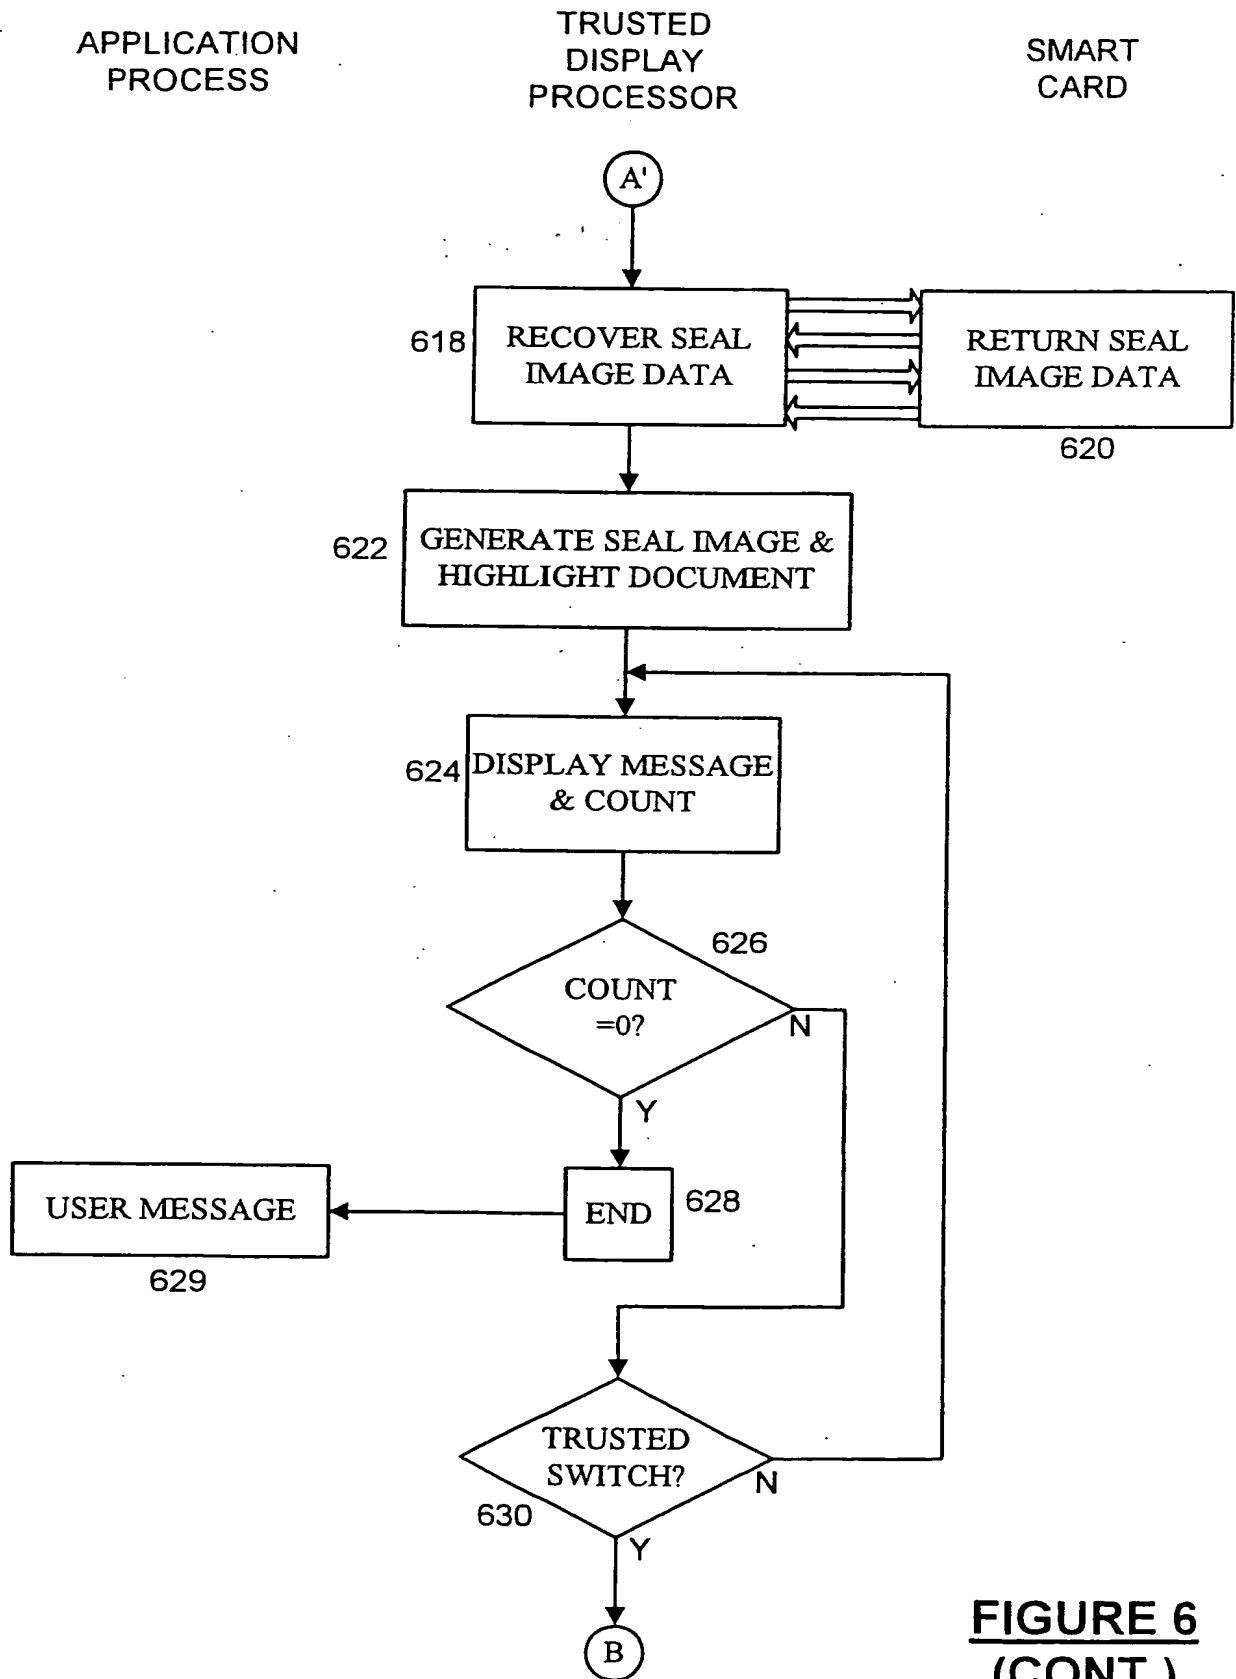 APPLICATION
PROCESS
TRUSTED
DISPLAY
PROCESSOR
SMART
CARD
A'
618
RECOVER SEAL
IMAGE DATA
RETURN SEAL
IMAGE DATA
620
622
GENERATE SEAL IMAGE &
HIGHLIGHT DOCUMENT
624
DISPLAY MESSAGE
& COUNT
626
COUNT
=0?
N
Y
USER MESSAGE
629
END
628
TRUSTED
SWITCH?
N
630
Y
B
FIGURE 6
(CONT.)